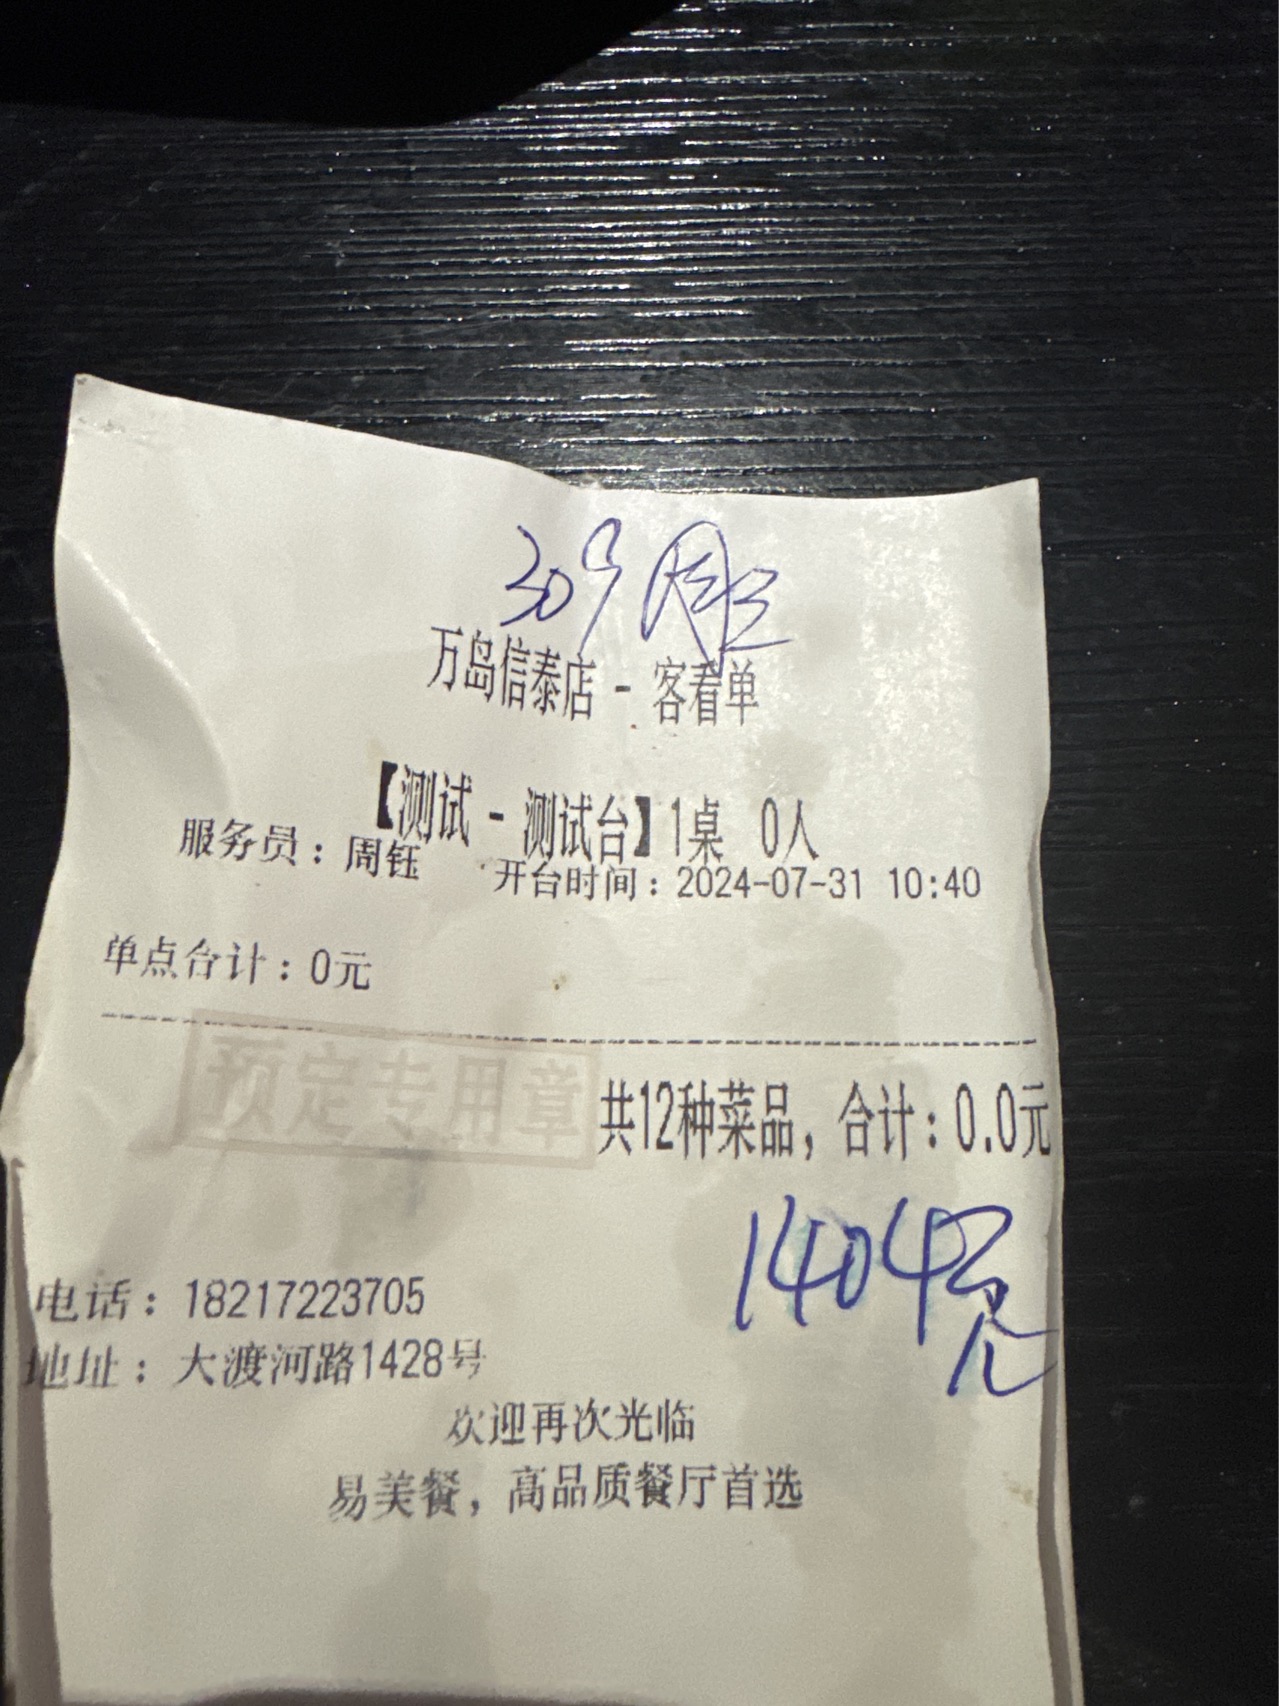 309 周
万岛信泰店 - 客看单
【测试 - 测试台】1桌 0人
服务员：周钰 开台时间：2024-07-31 10:40
单点合计：0元
预定专用章
共12种菜品，合计：0.0元
1404元
电话：18217223705
地址：大渡河路1428号
欢迎再次光临
易美餐，高品质餐厅首选